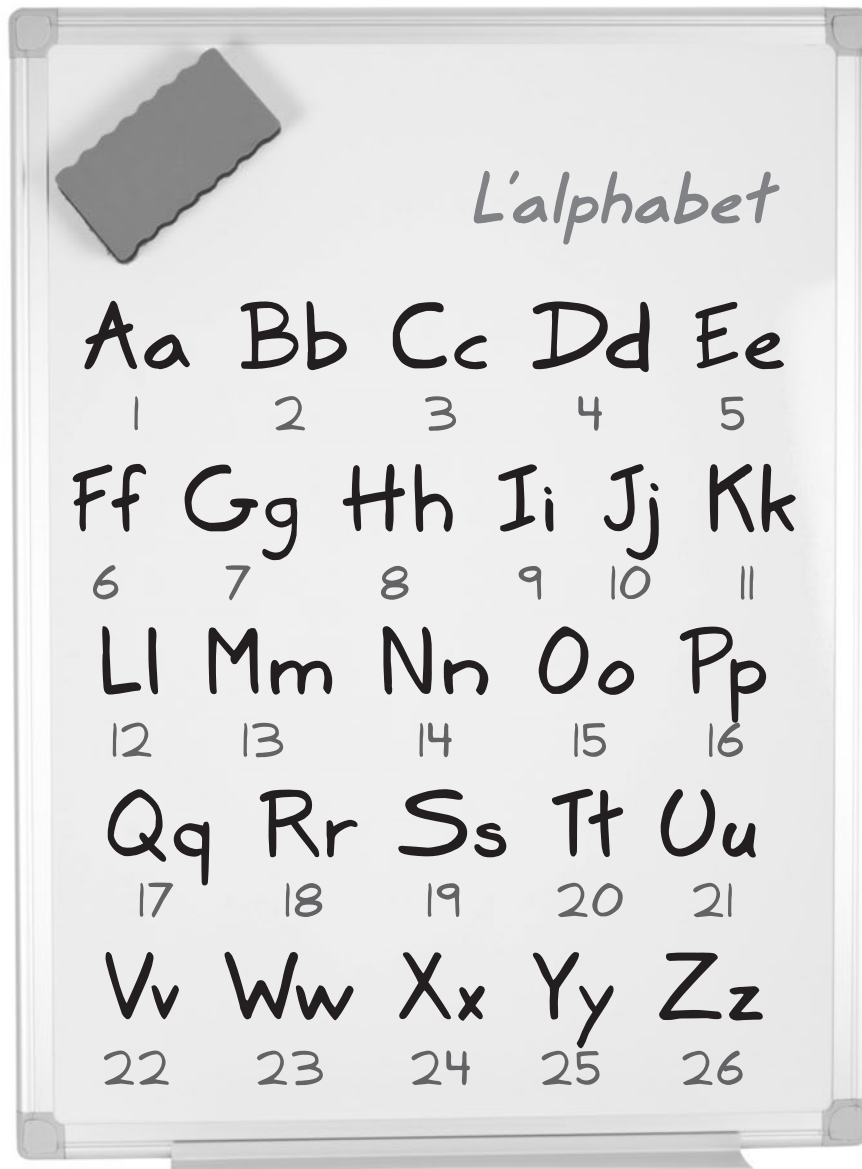 L'alphabet
Aa Bb Cc Dd Ee
1 2 3 4 5
Ff Gg Hh Ii Jj Kk
6 7 8 9 10 11
Ll Mm Nn Oo Pp
12 13 14 15 16
Qq Rr Ss Tt Uu
17 18 19 20 21
Vv Ww Xx Yy Zz
22 23 24 25 26